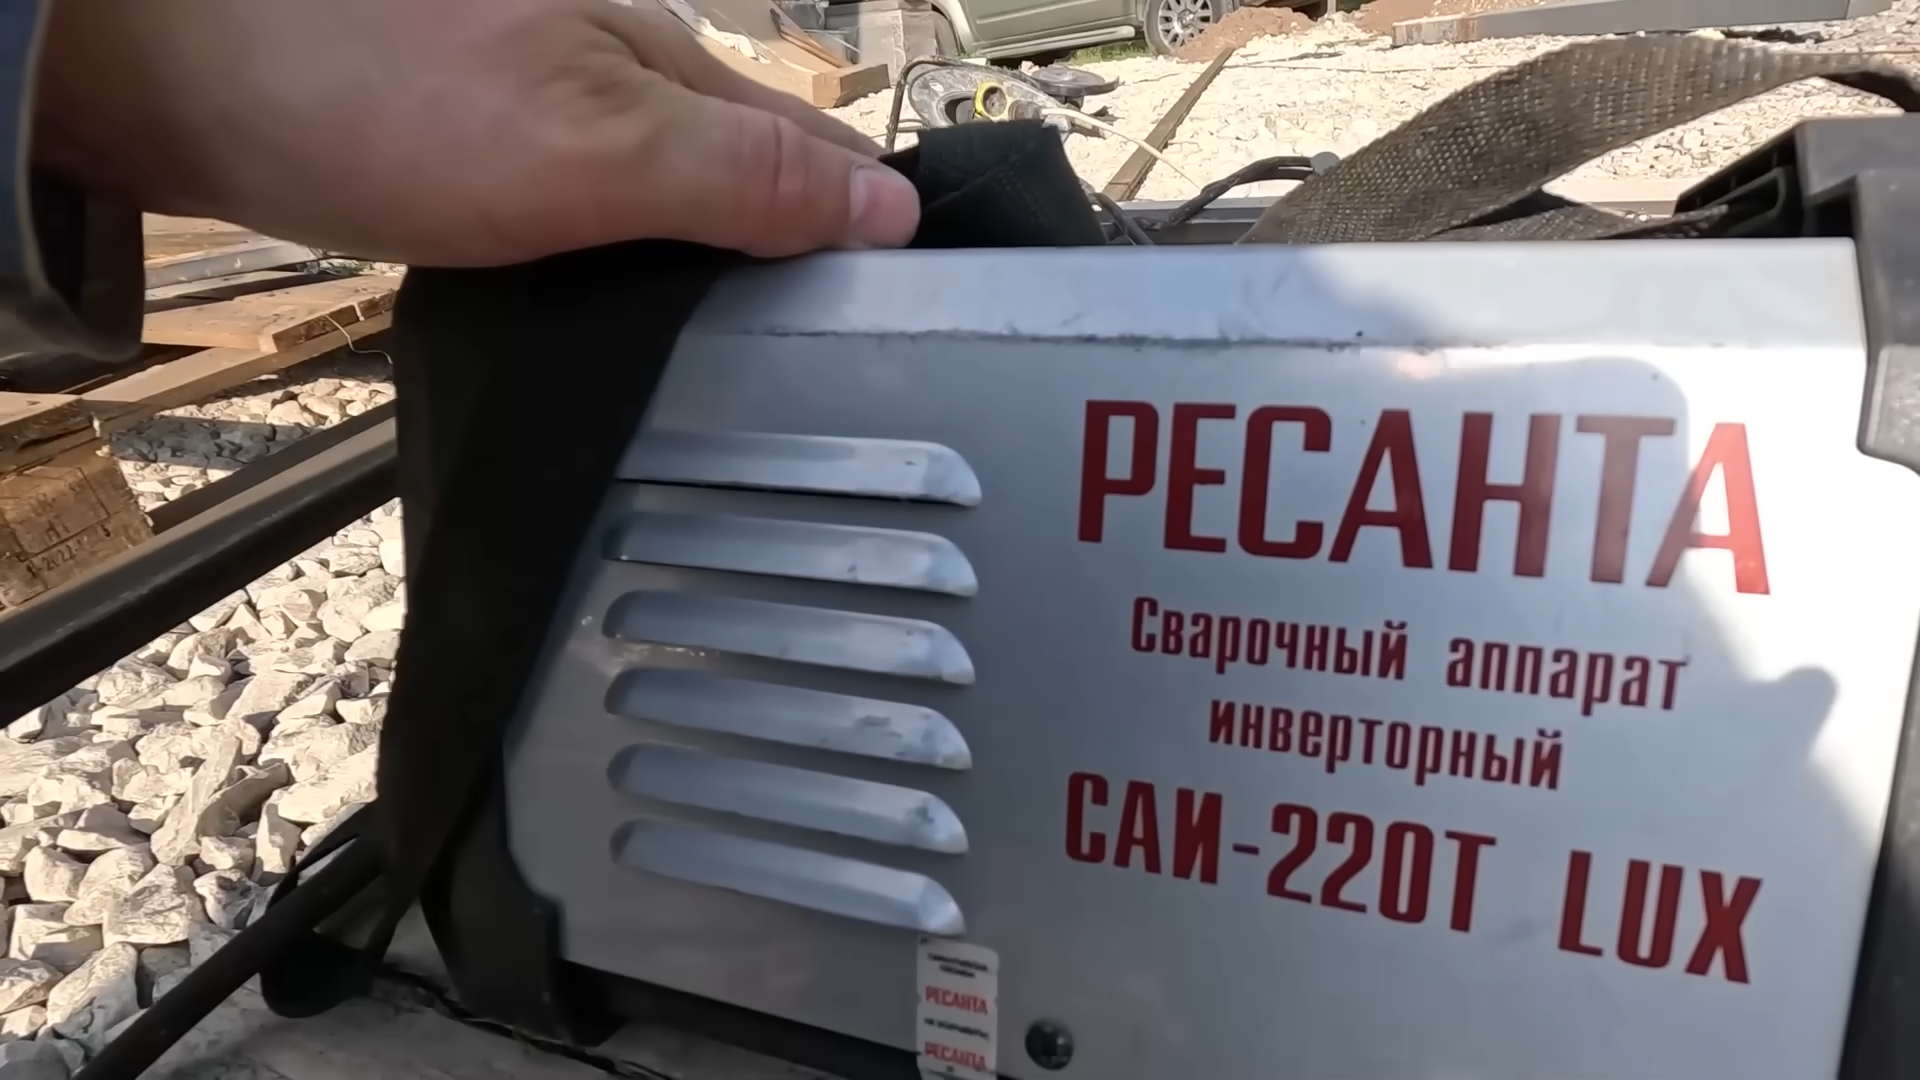 РЕСАНТА
Сварочный аппарат
инверторный
САИ-220Т LUX
РЕСАНТА
РЕСАНТА